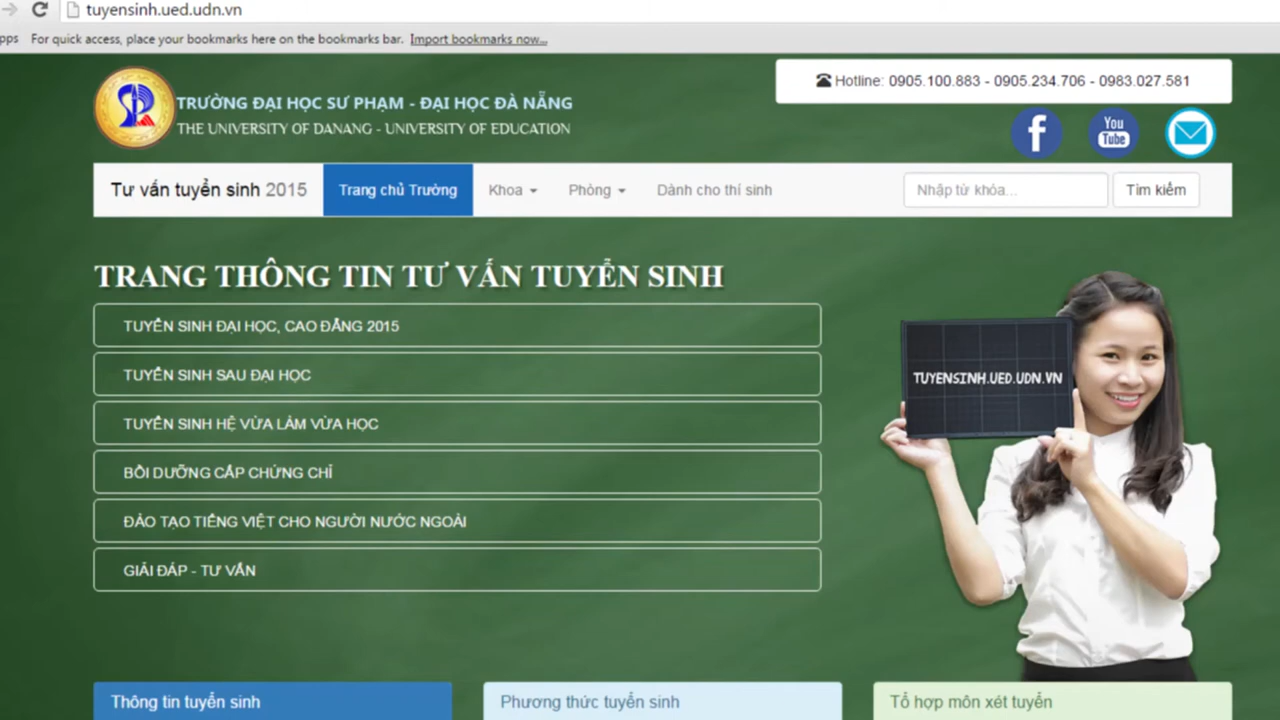 tuyensinh.ued.udn.vn
For quick access, place your bookmarks here on the bookmarks bar. Import bookmarks now...
Hotline: 0905.100.883 - 0905.234.706 - 0983.027.581
TRƯỜNG ĐẠI HỌC SƯ PHẠM - ĐẠI HỌC ĐÀ NẴNG
THE UNIVERSITY OF DANANG - UNIVERSITY OF EDUCATION
f
You
Tube
Tư vấn tuyển sinh 2015 Trang chủ Trường Khoa Phòng Dành cho thí sinh Nhập từ khóa... Tìm kiếm
TRANG THÔNG TIN TƯ VẤN TUYỂN SINH
TUYỂN SINH ĐẠI HỌC, CAO ĐẲNG 2015
TUYỂN SINH SAU ĐẠI HỌC
TUYỂN SINH HỆ VỪA LÀM VỪA HỌC
BỒI DƯỠNG CẤP CHỨNG CHỈ
ĐÀO TẠO TIẾNG VIỆT CHO NGƯỜI NƯỚC NGOÀI
GIẢI ĐÁP - TƯ VẤN
TUYENSINH.UED.UDN.VN
Thông tin tuyển sinh
Phương thức tuyển sinh
Tổ hợp môn xét tuyển